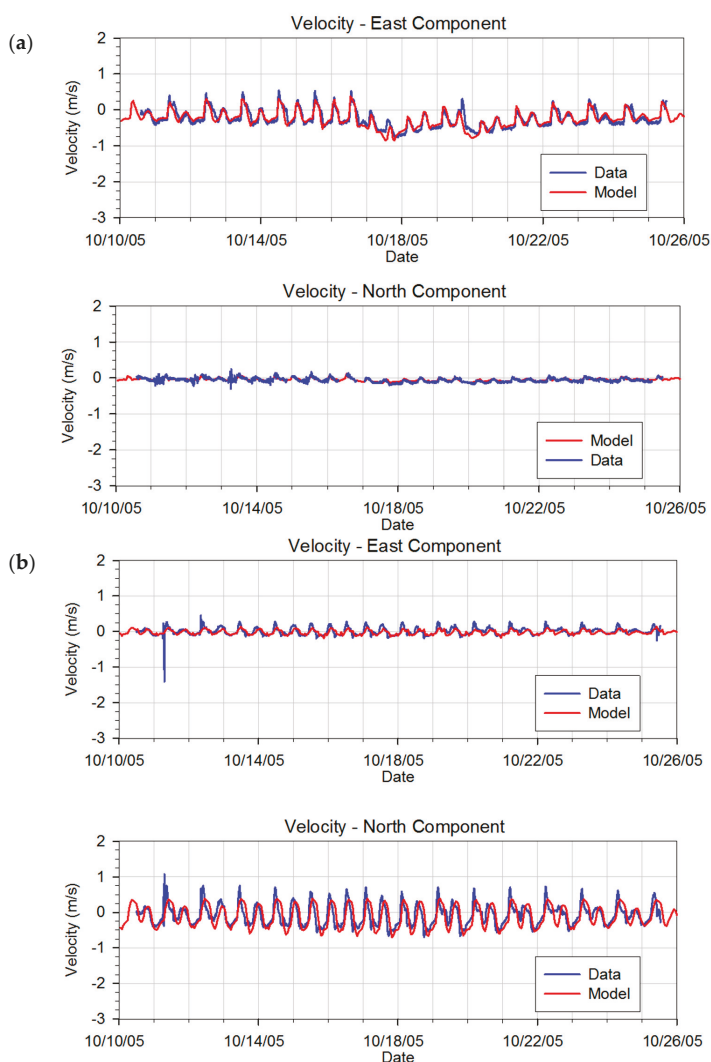 (a)
Velocity - East Component
2
1
0
-1
-2
-3
Velocity (m/s)
Data
Model
10/10/05 10/14/05 10/18/05 10/22/05 10/26/05
Date
Velocity - North Component
2
1
0
-1
-2
-3
Velocity (m/s)
Model
Data
10/10/05 10/14/05 10/18/05 10/22/05 10/26/05
Date
(b)
Velocity - East Component
2
1
0
-1
-2
-3
Velocity (m/s)
Data
Model
10/10/05 10/14/05 10/18/05 10/22/05 10/26/05
Date
Velocity - North Component
2
1
0
-1
-2
-3
Velocity (m/s)
Data
Model
10/10/05 10/14/05 10/18/05 10/22/05 10/26/05
Date